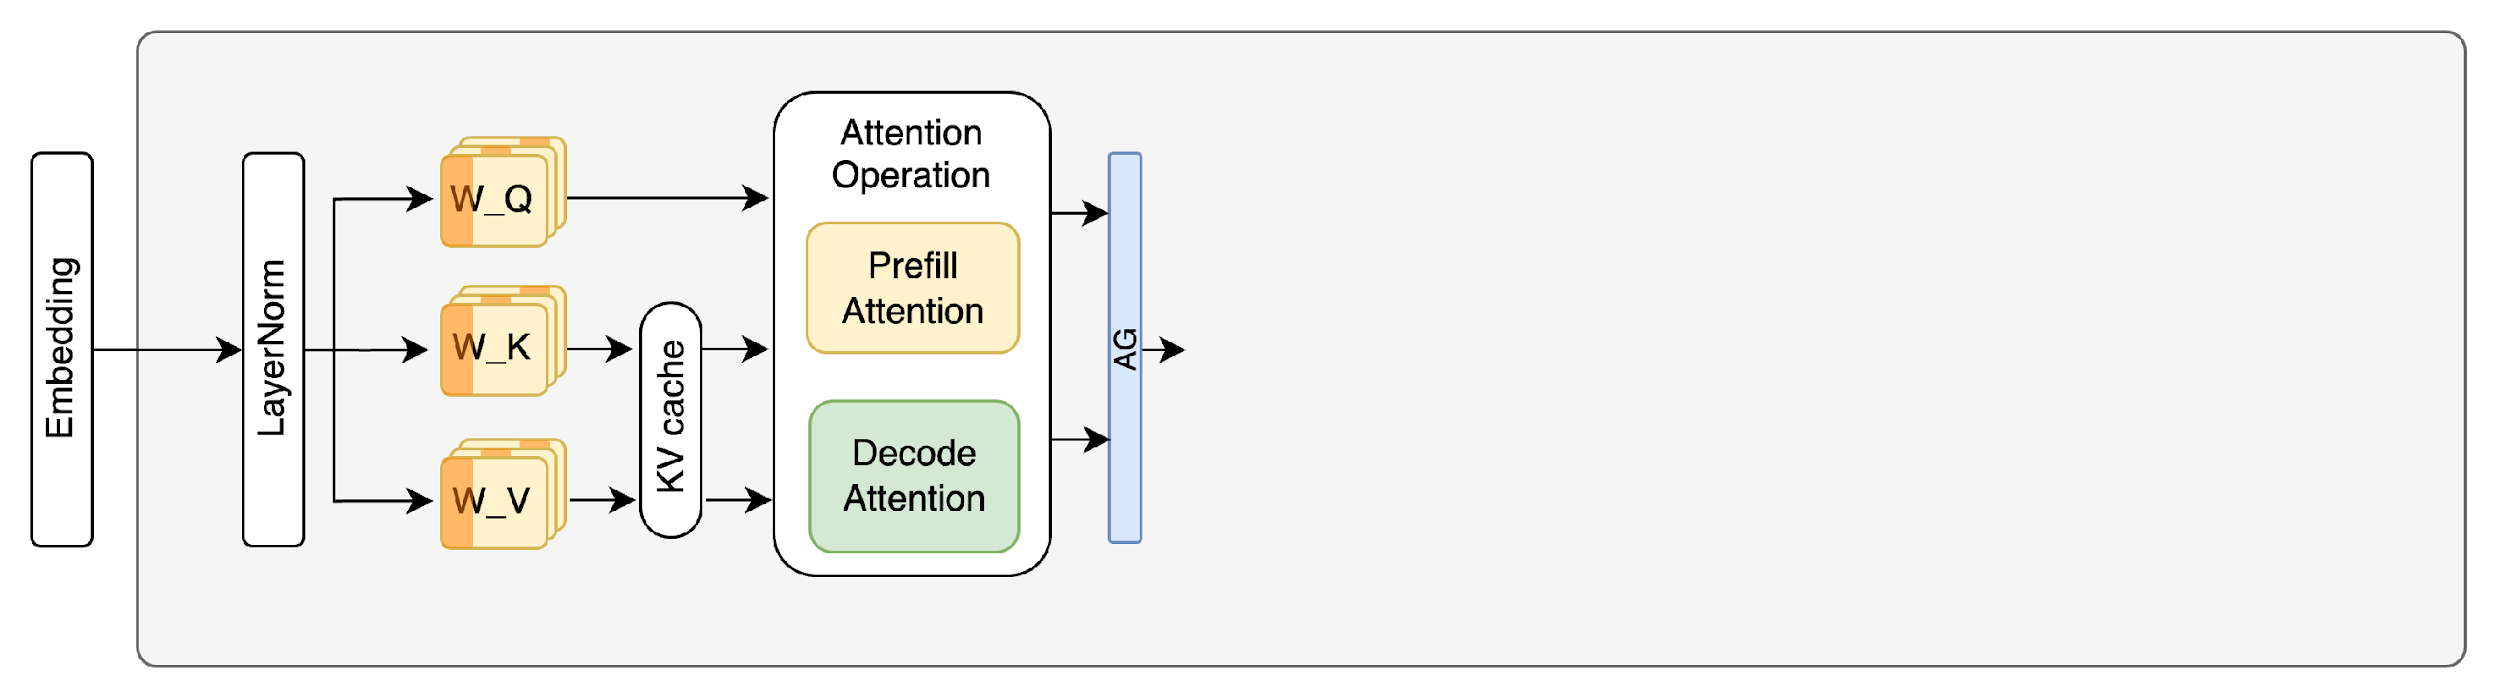 Embedding
LayerNorm
W_Q
W_K
W_V
KV cache
Attention
Operation
Prefill
Attention
Decode
Attention
AG